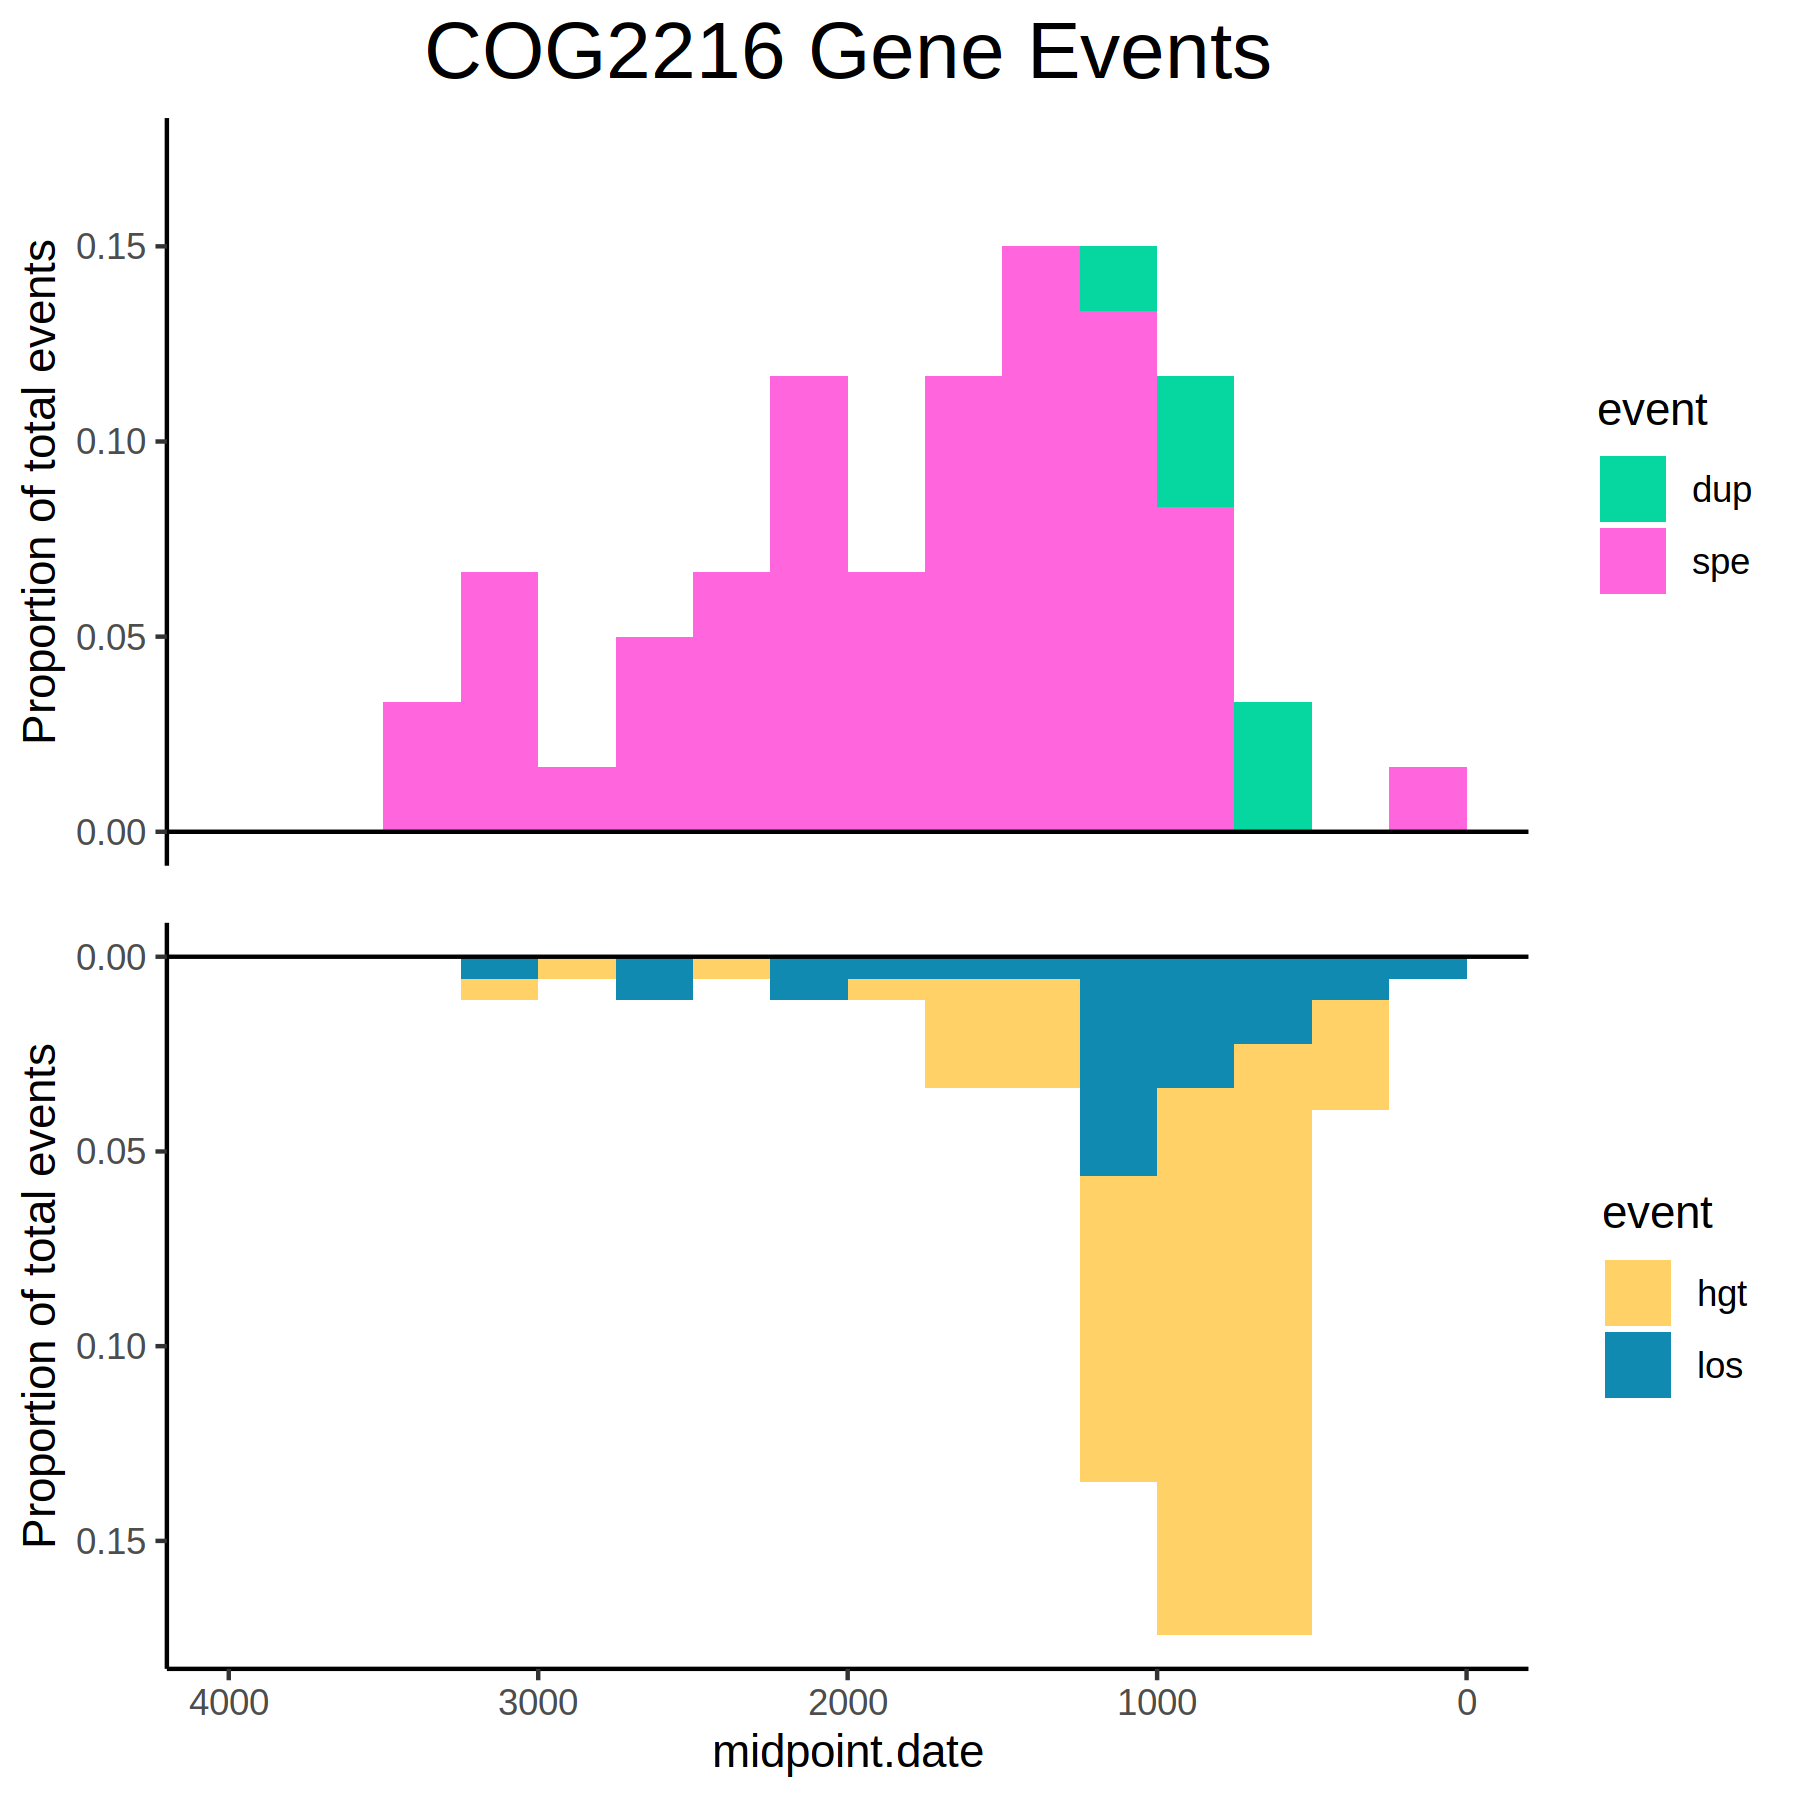 COG2216 Gene Events
Proportion of total events
0.15
0.10
0.05
0.00
event
dup
spe
Proportion of total events
0.00
0.05
0.10
0.15
event
hgt
los
4000 3000 2000 1000 0
midpoint.date